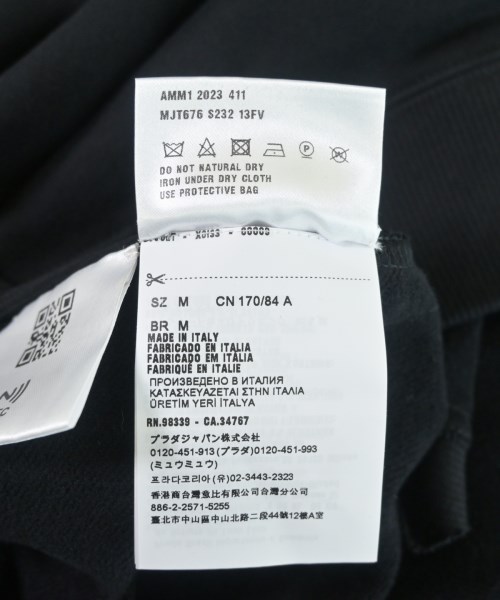 AMM1 2023 411
MJT676 S232 13FV
DO NOT NATURAL DRY
IRON UNDER DRY CLOTH
USE PROTECTIVE BAG
SZ M CN 170/84 A
BR M
MADE IN ITALY
FABRICADO EN ITALIA
FABRICADO EM ITÁLIA
FABRIQUÉ EN ITALIE
ПРОИЗВЕДЕНО В ИТАЛИЯ
ΚΑΤΑΣΚΕΥΑΖΕΤΑΙ ΣΤΗΝ ΙΤΑΛΙΑ
ÜRETİM YERİ İTALYA
RN.98339 - CA.34767
プラダジャパン株式会社
0120-451-913 (プラダ) 0120-451-993
(ミュウミュウ)
프라다코리아 (유) 02-3443-2323
香港商台灣魚比有限公司台灣分公司
886-2-2571-5255
臺北市中山區中山北路二段44號12樓A室